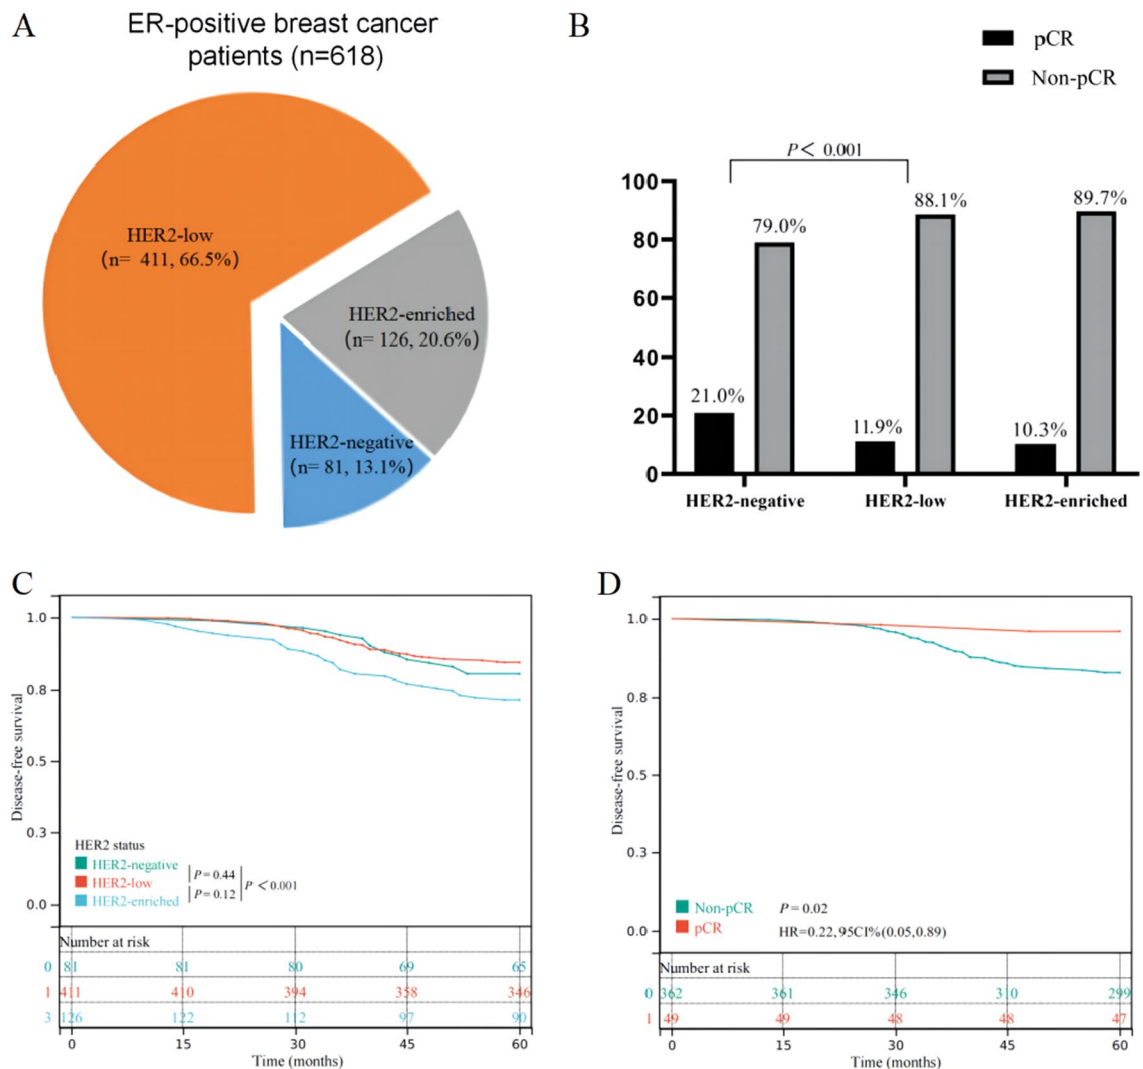 A
ER-positive breast cancer
patients (n=618)
HER2-low
(n= 411, 66.5%)
HER2-enriched
(n= 126, 20.6%)
HER2-negative
(n= 81, 13.1%)
B
pCR
Non-pCR
P< 0.001
100
80
60
40
20
0
21.0%
79.0%
11.9%
88.1%
10.3%
89.7%
HER2-negative
HER2-low
HER2-enriched
C
Disease-free survival
1.0
0.8
0.5
0.3
0.0
HER2 status
HER2-negative
HER2-low
HER2-enriched
P=0.44
P=0.12
P<0.001
Number at risk
0 81 81 80 69 65
1 411 410 394 358 346
3 126 122 112 97 90
0 15 30 45 60
Time (months)
D
Disease-free survival
1.0
0.8
0.5
0.3
0.0
Non-pCR
pCR
P=0.02
HR=0.22,95CI%(0.05,0.89)
Number at risk
0 362 361 346 310 299
1 49 49 48 48 47
0 15 30 45 60
Time (months)